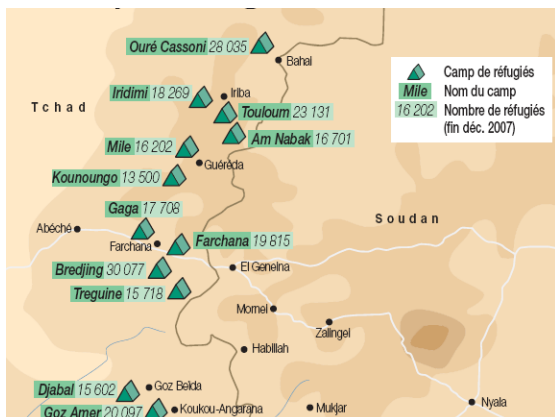 Ouré Cassoni 28 035
Bahal
Camp de réfugiés
Mile Nom du camp
16 202 Nombre de réfugiés
(fin déc. 2007)
Iridimi 18 269
Iriba
Tchad
Touloum 23 131
Am Nabak 16 701
Mile 16 202
Guéréda
Kounoungo 13 500
Gaga 17 708
Soudan
Abéché
Farchana
Farchana 19 815
Bredjing 30 077
El Geneina
Treguine 15 718
Mornei
Zalingei
Habillah
Djabal 15 602
Goz Beida
Goz Amer 20 097
Koukou-Angarana
Mukjar
Nyala